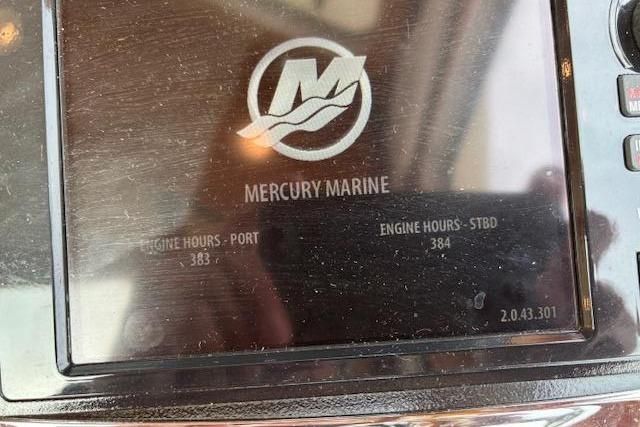 M
MERCURY MARINE
ENGINE HOURS - PORT
383
ENGINE HOURS - STBD
384
2.0.43.301